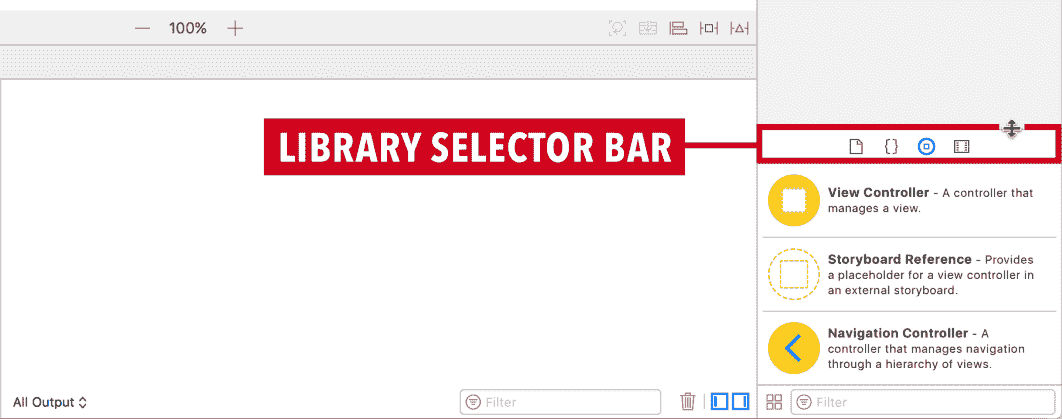 100%
LIBRARY SELECTOR BAR
View Controller - A controller that
manages a view.
Storyboard Reference - Provides
a placeholder for a view controller in
an external storyboard.
Navigation Controller - A
controller that manages navigation
through a hierarchy of views.
All Output
Filter
Filter